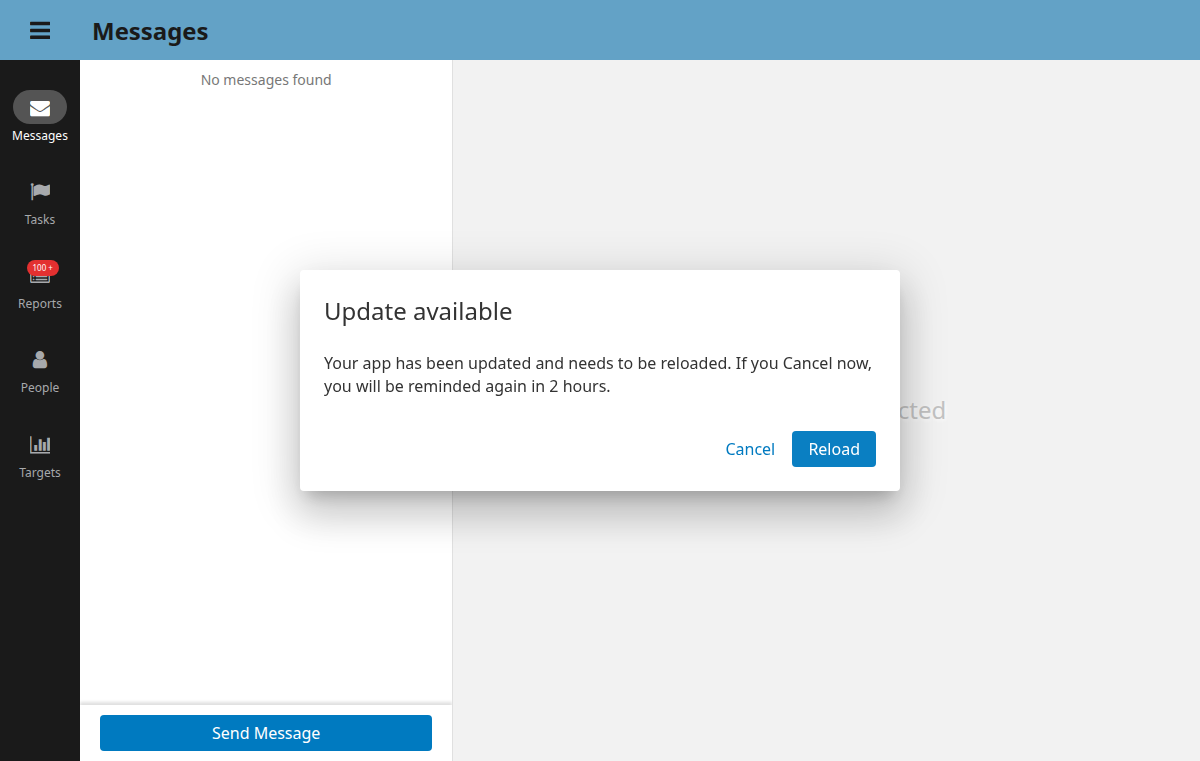 Messages
No messages found
Messages
Tasks
100 +
Reports
People
Targets
Update available
Your app has been updated and needs to be reloaded. If you Cancel now,
you will be reminded again in 2 hours.
Cancel
Reload
Send Message